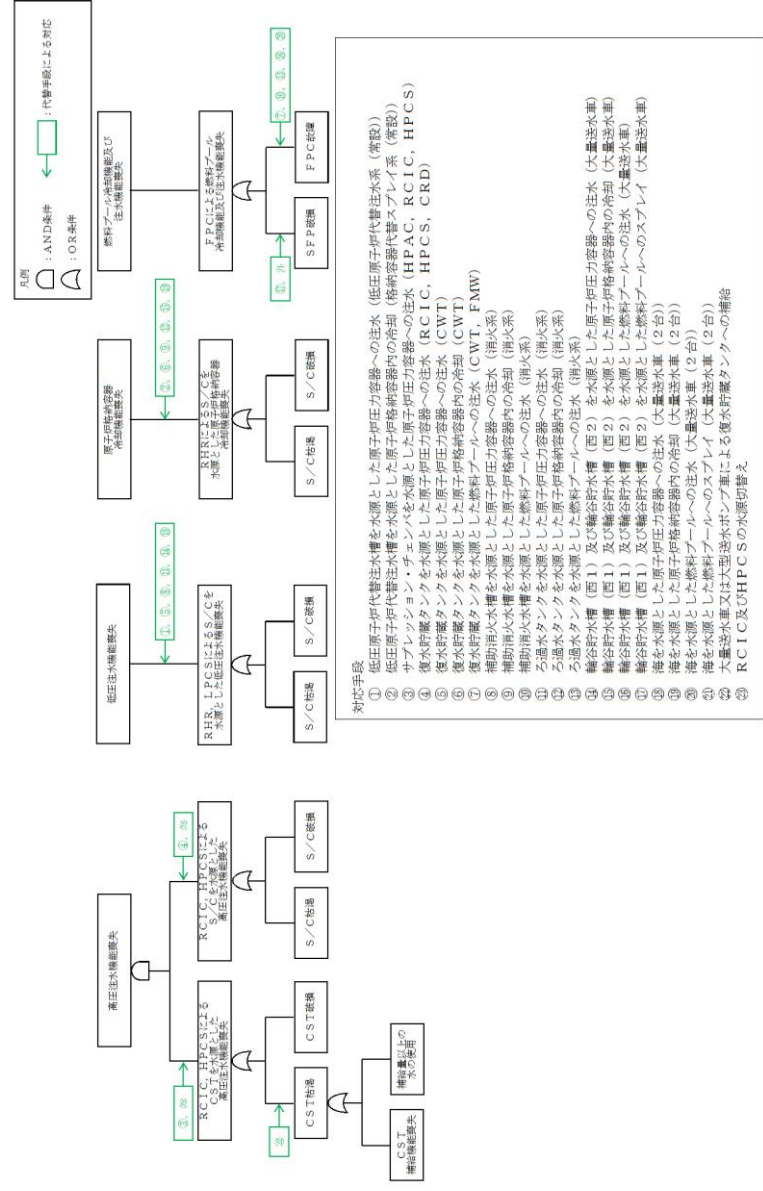 凡例
：AND条件
：OR条件
：代替手段による対応
高圧注水機能喪失
RCIC，HPCSによる
CSTを水源とした
高圧注水機能喪失
CST枯渇
CST破損
CST
補給機能喪失
補給量以上の
水の使用
RCIC，HPCSによる
S／Cを水源とした
高圧注水機能喪失
S／C枯渇
S／C破損
低圧注水機能喪失
RHR，LPCSによるS／Cを
水源とした低圧注水機能喪失
S／C枯渇
S／C破損
原子炉格納容器
冷却機能喪失
RHRによるS／Cを
水源とした原子炉格納容器
冷却機能喪失
S／C枯渇
S／C破損
燃料プール冷却機能及び
注水機能喪失
FPCによる燃料プール
冷却機能及び注水機能喪失
SFP破損
FPC故障
対応手段
① 低圧原子炉代替注水槽を水源とした原子炉圧力容器への注水（低圧原子炉代替注水系（常設））
② 低圧原子炉代替注水槽を水源とした原子炉格納容器内の冷却（格納容器代替スプレイ系（常設））
③ サプレッション・チェンバを水源とした原子炉圧力容器への注水（HPAC，RCIC，HPCS）
④ 復水貯蔵タンクを水源とした原子炉圧力容器への注水（RCIC，HPCS，CRD）
⑤ 復水貯蔵タンクを水源とした原子炉圧力容器への注水（CWT）
⑥ 復水貯蔵タンクを水源とした原子炉格納容器内の冷却（CWT）
⑦ 復水貯蔵タンクを水源とした燃料プールへの注水（CWT，FMW）
⑧ 補助消火水槽を水源とした原子炉圧力容器への注水（消火系）
⑨ 補助消火水槽を水源とした原子炉格納容器内の冷却（消火系）
⑩ 補助消火水槽を水源とした燃料プールへの注水（消火系）
⑪ ろ過水タンクを水源とした原子炉圧力容器への注水（消火系）
⑫ ろ過水タンクを水源とした原子炉格納容器内の冷却（消火系）
⑬ ろ過水タンクを水源とした燃料プールへの注水（消火系）
⑭ 輪谷貯水槽（西1）及び輪谷貯水槽（西2）を水源とした原子炉圧力容器への注水（大量送水車）
⑮ 輪谷貯水槽（西1）及び輪谷貯水槽（西2）を水源とした原子炉格納容器内の冷却（大量送水車）
⑯ 輪谷貯水槽（西1）及び輪谷貯水槽（西2）を水源とした燃料プールへの注水（大量送水車）
⑰ 輪谷貯水槽（西1）及び輪谷貯水槽（西2）を水源とした燃料プールへのスプレイ（大量送水車）
⑱ 海を水源とした原子炉圧力容器への注水（大量送水車（2台））
⑲ 海を水源とした原子炉格納容器内の冷却（大量送水車（2台））
⑳ 海を水源とした燃料プールへの注水（大量送水車（2台））
㉑ 海を水源とした燃料プールへのスプレイ（大量送水車（2台））
㉒ 大量送水車又は大型送水ポンプ車による復水貯蔵タンクへの補給
㉓ RCIC及びHPCSの水源切替え